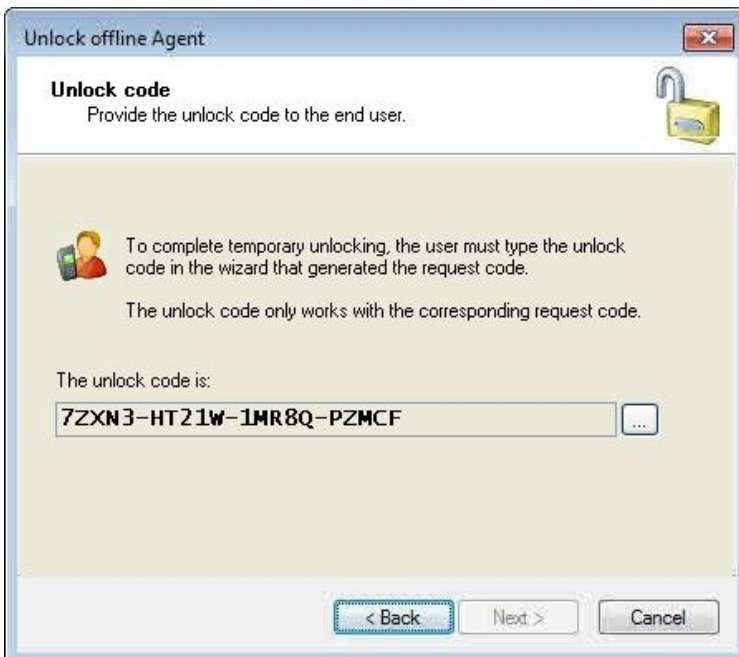 Unlock offline Agent
Unlock code
Provide the unlock code to the end user.
To complete temporary unlocking, the user must type the unlock
code in the wizard that generated the request code.
The unlock code only works with the corresponding request code.
The unlock code is:
7ZXN3-HT21W-1MR8Q-PZMCF
...
< Back
Next >
Cancel